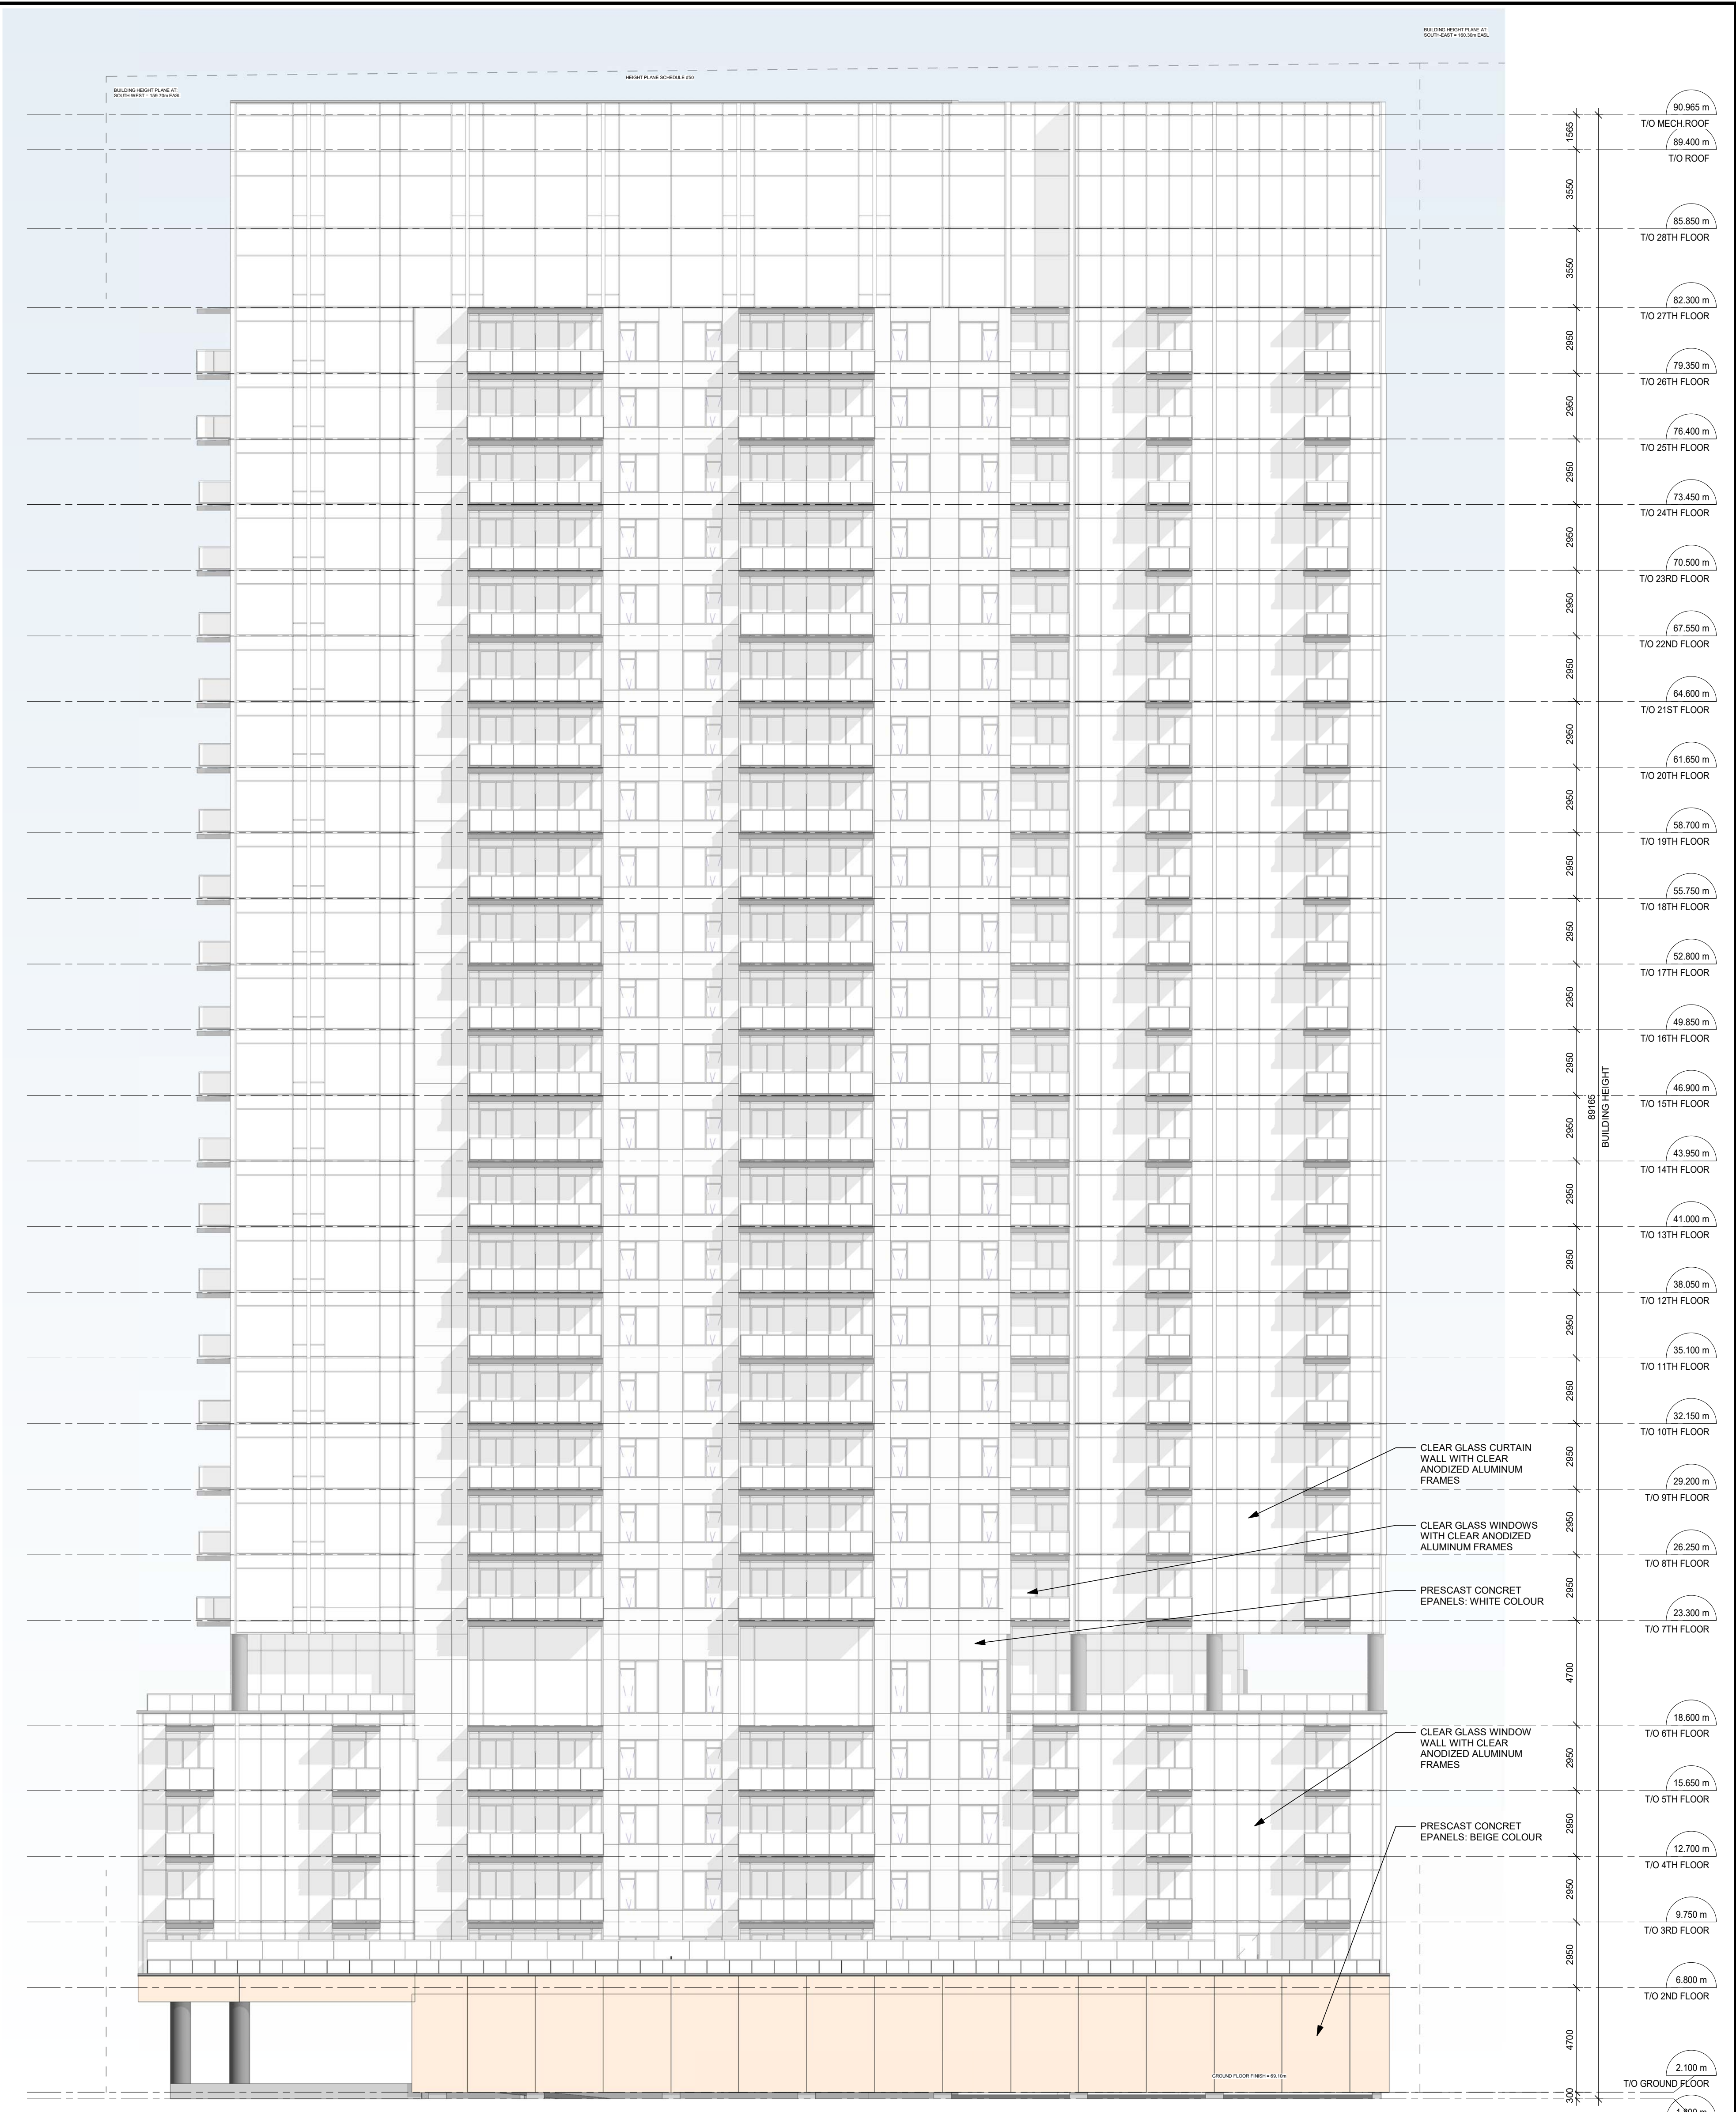 BUILDING HEIGHT PLANE AT
SOUTH-EAST = 160.30m EASL
HEIGHT PLANE SCHEDULE #50
BUILDING HEIGHT PLANE AT
SOUTH-WEST = 159.70m EASL
90.965 m
T/O MECH.ROOF
1565
89.400 m
T/O ROOF
3550
85.850 m
T/O 28TH FLOOR
3550
82.300 m
T/O 27TH FLOOR
2950
79.350 m
T/O 26TH FLOOR
2950
76.400 m
T/O 25TH FLOOR
2950
73.450 m
T/O 24TH FLOOR
2950
70.500 m
T/O 23RD FLOOR
2950
67.550 m
T/O 22ND FLOOR
2950
64.600 m
T/O 21ST FLOOR
2950
61.650 m
T/O 20TH FLOOR
2950
58.700 m
T/O 19TH FLOOR
2950
55.750 m
T/O 18TH FLOOR
2950
52.800 m
T/O 17TH FLOOR
2950
49.850 m
T/O 16TH FLOOR
2950
46.900 m
T/O 15TH FLOOR
89165
BUILDING HEIGHT
2950
43.950 m
T/O 14TH FLOOR
2950
41.000 m
T/O 13TH FLOOR
2950
38.050 m
T/O 12TH FLOOR
2950
35.100 m
T/O 11TH FLOOR
2950
32.150 m
T/O 10TH FLOOR
2950
29.200 m
T/O 9TH FLOOR
2950
26.250 m
T/O 8TH FLOOR
2950
23.300 m
T/O 7TH FLOOR
4700
18.600 m
T/O 6TH FLOOR
2950
15.650 m
T/O 5TH FLOOR
2950
12.700 m
T/O 4TH FLOOR
2950
9.750 m
T/O 3RD FLOOR
2950
6.800 m
T/O 2ND FLOOR
4700
2.100 m
T/O GROUND FLOOR
300
CLEAR GLASS CURTAIN
WALL WITH CLEAR
ANODIZED ALUMINUM
FRAMES
CLEAR GLASS WINDOWS
WITH CLEAR ANODIZED
ALUMINUM FRAMES
PRESCAST CONCRET
EPANELS: WHITE COLOUR
CLEAR GLASS WINDOW
WALL WITH CLEAR
ANODIZED ALUMINUM
FRAMES
PRESCAST CONCRET
EPANELS: BEIGE COLOUR
GROUND FLOOR FINISH = 69.10m